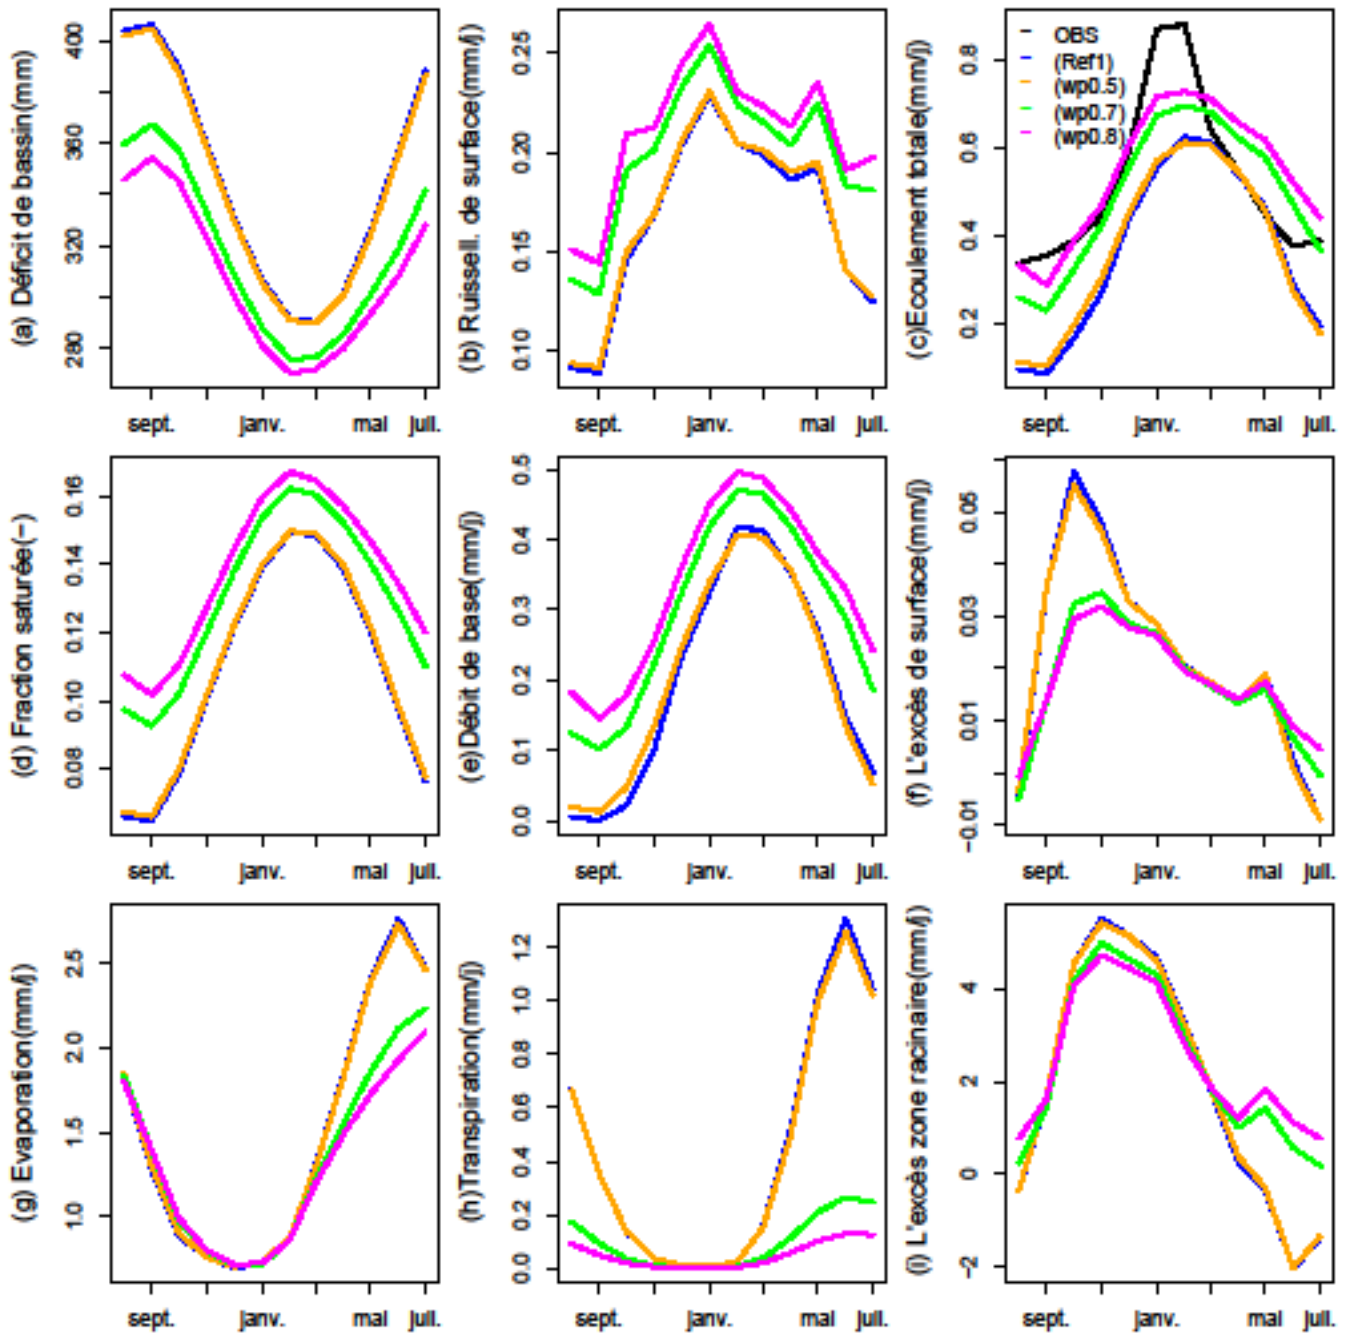 (a) Déficit de bassin(mm)
400
360
320
280
sept.
janv.
mai
juil.
(b) Ruissell. de surface(mm/j)
0.25
0.20
0.15
0.10
sept.
janv.
mai
juil.
(c)Ecoulement totale(mm/j)
0.8
0.6
0.4
0.2
OBS
(Ref1)
(wp0.5)
(wp0.7)
(wp0.8)
sept.
janv.
mai
juil.
(d) Fraction saturée(−)
0.16
0.14
0.12
0.10
0.08
sept.
janv.
mai
juil.
(e)Débit de base(mm/j)
0.5
0.4
0.3
0.2
0.1
0.0
sept.
janv.
mai
juil.
(f) L'excès de surface(mm/j)
0.05
0.03
0.01
−0.01
sept.
janv.
mai
juil.
(g) Evaporation(mm/j)
2.5
2.0
1.5
1.0
sept.
janv.
mai
juil.
(h)Transpiration(mm/j)
1.2
1.0
0.8
0.6
0.4
0.2
0.0
sept.
janv.
mai
juil.
(i) L'excès zone racinaire(mm/j)
4
2
0
−2
sept.
janv.
mai
juil.